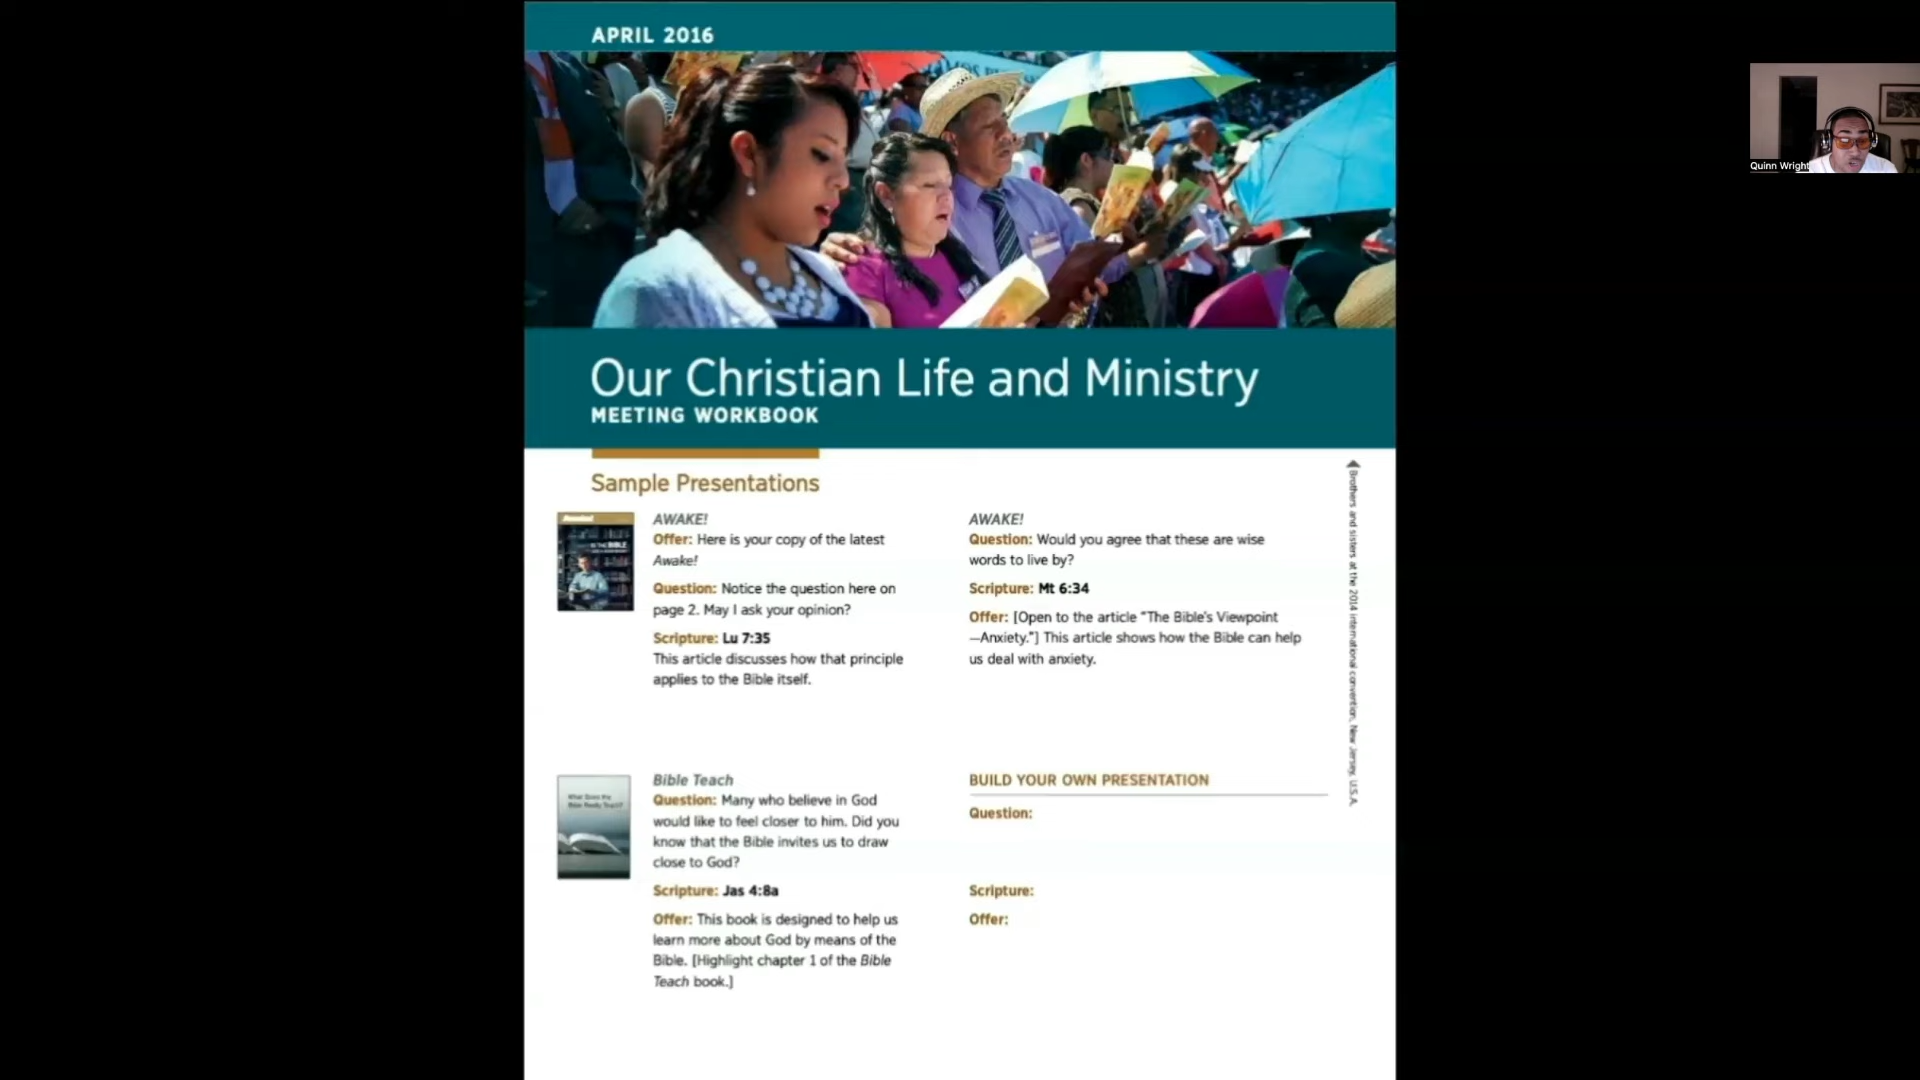 APRIL 2016
Our Christian Life and Ministry
MEETING WORKBOOK
Sample Presentations
AWAKE!
Offer: Here is your copy of the latest
Awake!
Question: Notice the question here on
page 2. May I ask your opinion?
Scripture: Lu 7:35
This article discusses how that principle
applies to the Bible itself.
AWAKE!
Question: Would you agree that these are wise
words to live by?
Scripture: Mt 6:34
Offer: [Open to the article “The Bible’s Viewpoint
—Anxiety.”] This article shows how the Bible can help
us deal with anxiety.
Brothers and sisters at the 2014 international convention, New Jersey, U.S.A.
What Does the
Bible Really Teach?
Bible Teach
Question: Many who believe in God
would like to feel closer to him. Did you
know that the Bible invites us to draw
close to God?
Scripture: Jas 4:8a
Offer: This book is designed to help us
learn more about God by means of the
Bible. [Highlight chapter 1 of the Bible
Teach book.]
BUILD YOUR OWN PRESENTATION
Question:
Scripture:
Offer:
Quinn Wright